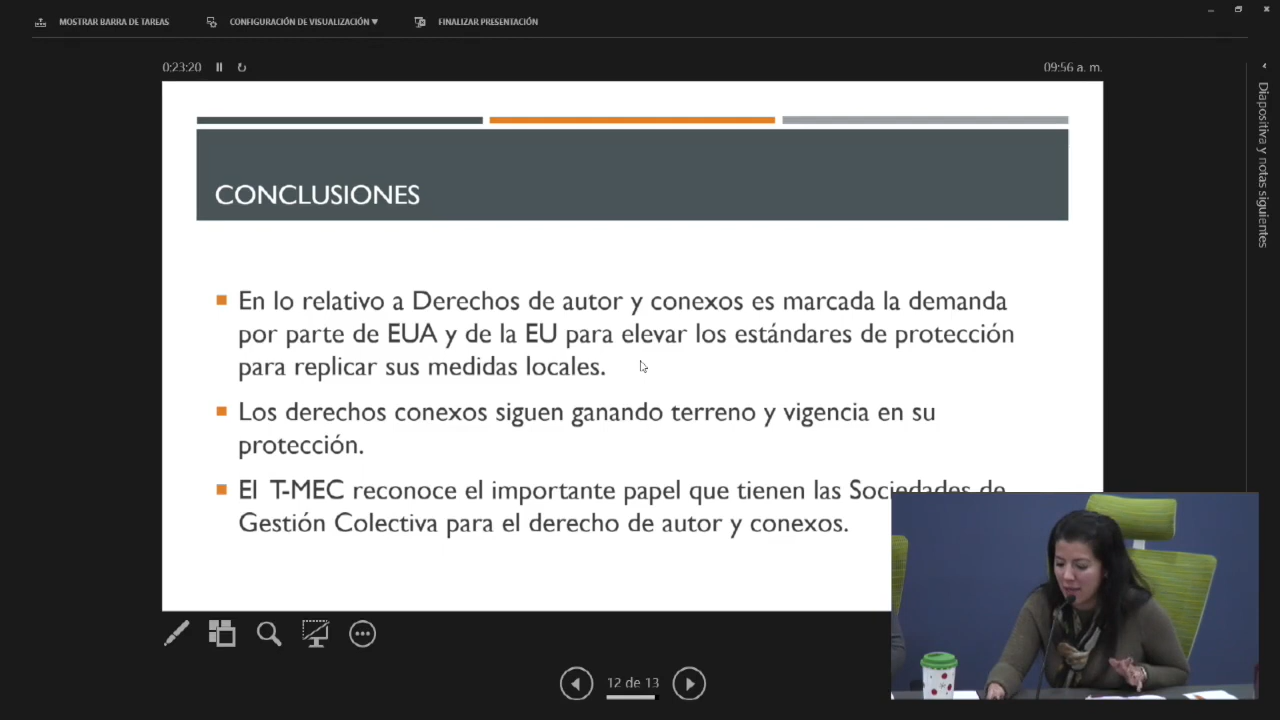 MOSTRAR BARRA DE TAREAS
CONFIGURACIÓN DE VISUALIZACIÓN ▼
FINALIZAR PRESENTACIÓN
0:23:20
09:56 a. m.
Diapositiva y notas siguientes
CONCLUSIONES
En lo relativo a Derechos de autor y conexos es marcada la demanda
por parte de EUA y de la EU para elevar los estándares de protección
para replicar sus medidas locales.
Los derechos conexos siguen ganando terreno y vigencia en su
protección.
El T-MEC reconoce el importante papel que tienen las Sociedades de
Gestión Colectiva para el derecho de autor y conexos.
12 de 13